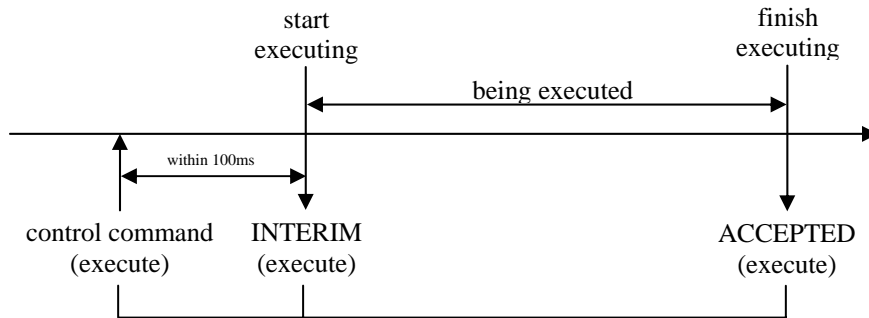 start
executing
finish
executing
being executed
within 100ms
control command
(execute)
INTERIM
(execute)
ACCEPTED
(execute)